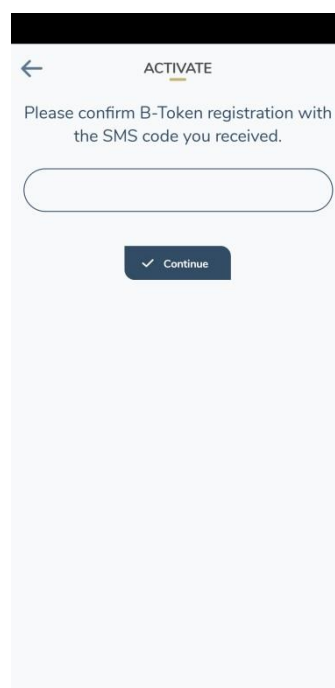 ACTIVATE
Please confirm B-Token registration with
the SMS code you received.
Continue